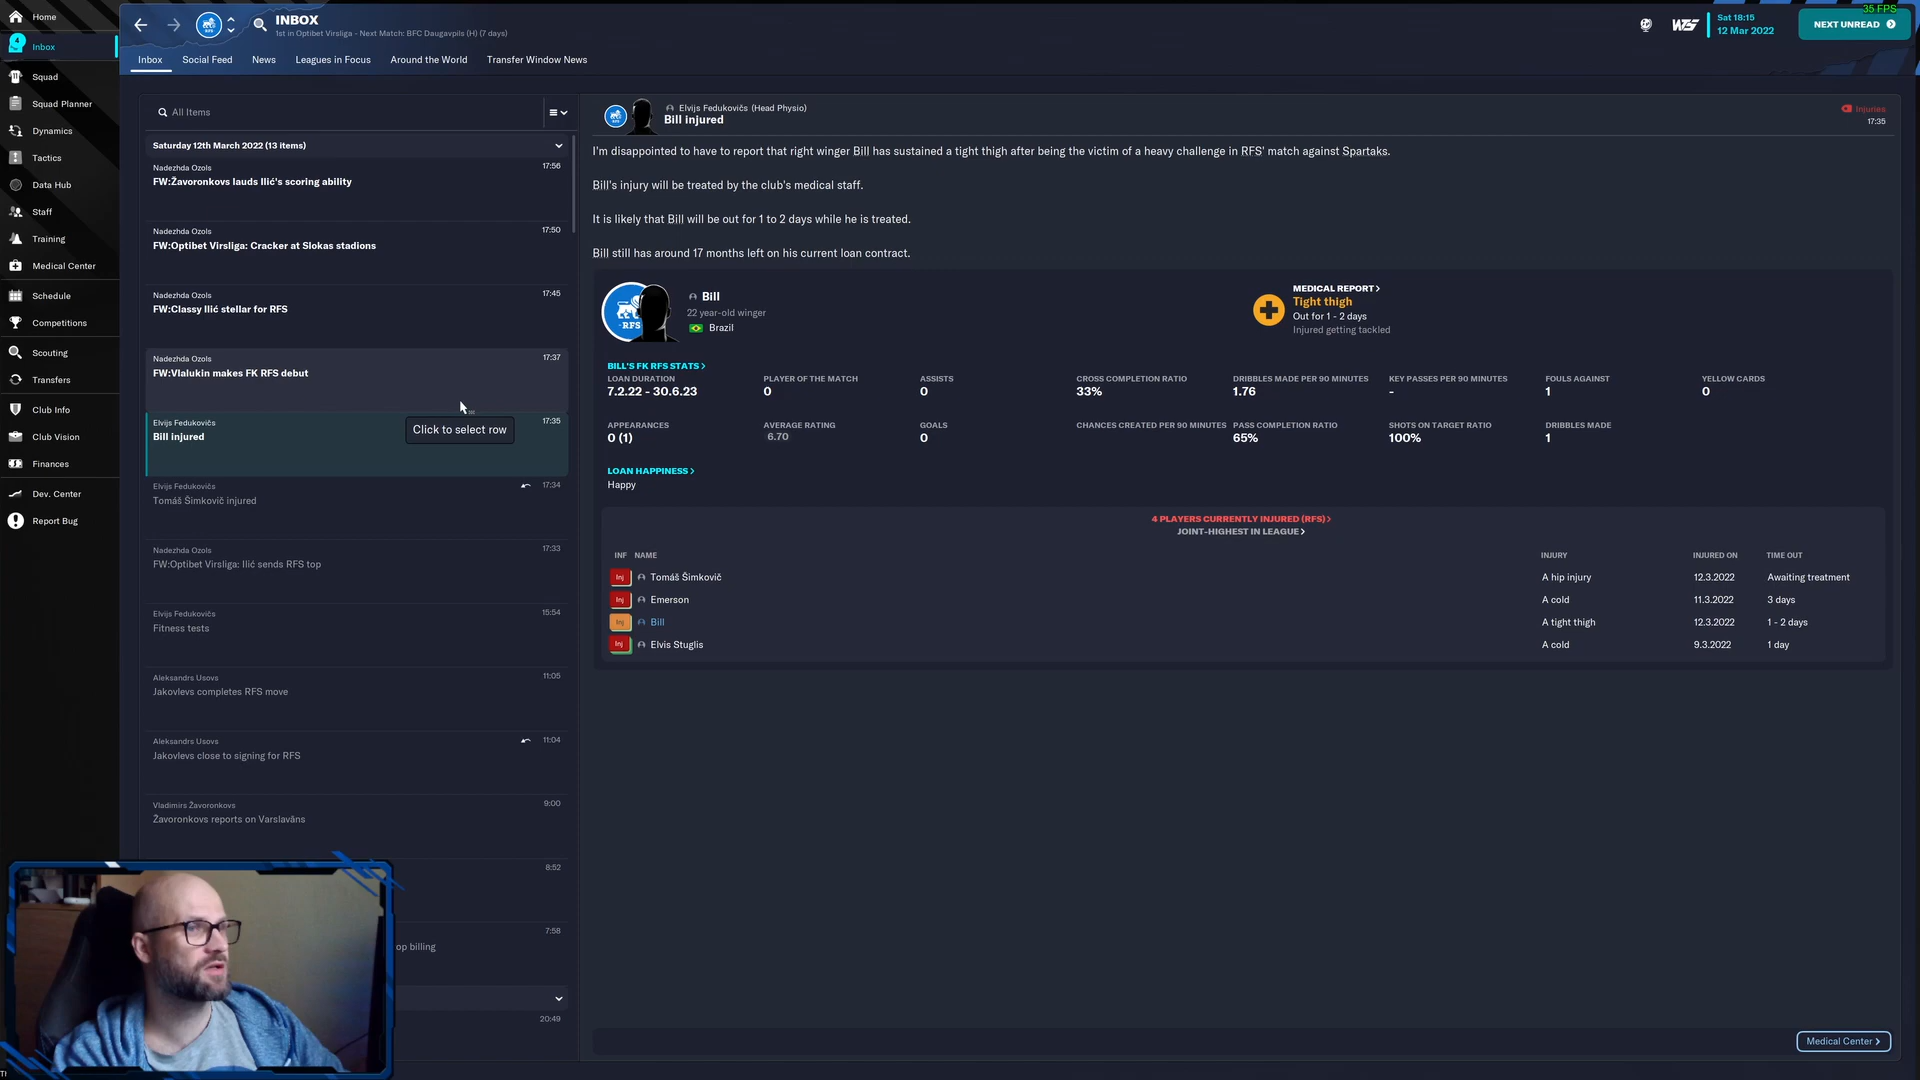 Home
Inbox
Squad
Squad Planner
Dynamics
Tactics
Data Hub
Staff
Training
Medical Center
Schedule
Competitions
Scouting
Transfers
Club Info
Club Vision
Finances
Dev. Center
Report Bug
INBOX
1st in Optibet Virsliga - Next Match: BFC Daugavpils (H) (7 days)
35 FPS
Sat 18:15
12 Mar 2022
NEXT UNREAD
Inbox Social Feed News Leagues in Focus Around the World Transfer Window News
All Items
Saturday 12th March 2022 (13 items)
Nadezhda Ozols 17:56
FW:Žavoronkovs lauds Ilić's scoring ability
Nadezhda Ozols 17:50
FW:Optibet Virsliga: Cracker at Slokas stadions
Nadezhda Ozols 17:45
FW:Classy Ilić stellar for RFS
Nadezhda Ozols 17:37
FW:Vlalukin makes FK RFS debut
Elvijs Fedukovičs 17:35
Bill injured
Click to select row
Elvijs Fedukovičs 17:34
Tomáš Šimkovič injured
Nadezhda Ozols 17:33
FW:Optibet Virsliga: Ilić sends RFS top
Elvijs Fedukovičs 15:54
Fitness tests
Aleksandrs Usovs 11:05
Jakovlevs completes RFS move
Aleksandrs Usovs 11:04
Jakovlevs close to signing for RFS
Vladimirs Žavoronkovs 9:00
Žavoronkovs reports on Varslavāns
8:52
7:58
op billing
20:49
Elvijs Fedukovičs (Head Physio)
Bill injured
Injuries
17:35
I'm disappointed to have to report that right winger Bill has sustained a tight thigh after being the victim of a heavy challenge in RFS' match against Spartaks.
Bill's injury will be treated by the club's medical staff.
It is likely that Bill will be out for 1 to 2 days while he is treated.
Bill still has around 17 months left on his current loan contract.
RFS
Bill
22 year-old winger
Brazil
MEDICAL REPORT >
Tight thigh
Out for 1 - 2 days
Injured getting tackled
BILL'S FK RFS STATS >
LOAN DURATION PLAYER OF THE MATCH ASSISTS CROSS COMPLETION RATIO DRIBBLES MADE PER 90 MINUTES KEY PASSES PER 90 MINUTES FOULS AGAINST YELLOW CARDS
7.2.22 - 30.6.23 0 0 33% 1.76 - 1 0
APPEARANCES AVERAGE RATING GOALS CHANCES CREATED PER 90 MINUTES PASS COMPLETION RATIO SHOTS ON TARGET RATIO DRIBBLES MADE
0 (1) 6.70 0 65% 100% 1
LOAN HAPPINESS >
Happy
4 PLAYERS CURRENTLY INJURED (RFS) >
JOINT-HIGHEST IN LEAGUE >
INF NAME INJURY INJURED ON TIME OUT
Inj Tomáš Šimkovič A hip injury 12.3.2022 Awaiting treatment
Inj Emerson A cold 11.3.2022 3 days
Inj Bill A tight thigh 12.3.2022 1 - 2 days
Inj Elvis Stuglis A cold 9.3.2022 1 day
Medical Center >